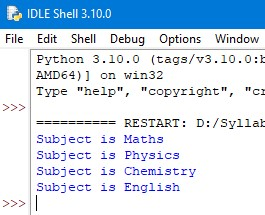 IDLE Shell 3.10.0
File Edit Shell Debug Options Window
Python 3.10.0 (tags/v3.10.0:b
AMD64)] on win32
Type "help", "copyright", "cr
>>>
========== RESTART: D:/Syllab
Subject is Maths
Subject is Physics
Subject is Chemistry
Subject is English
>>>